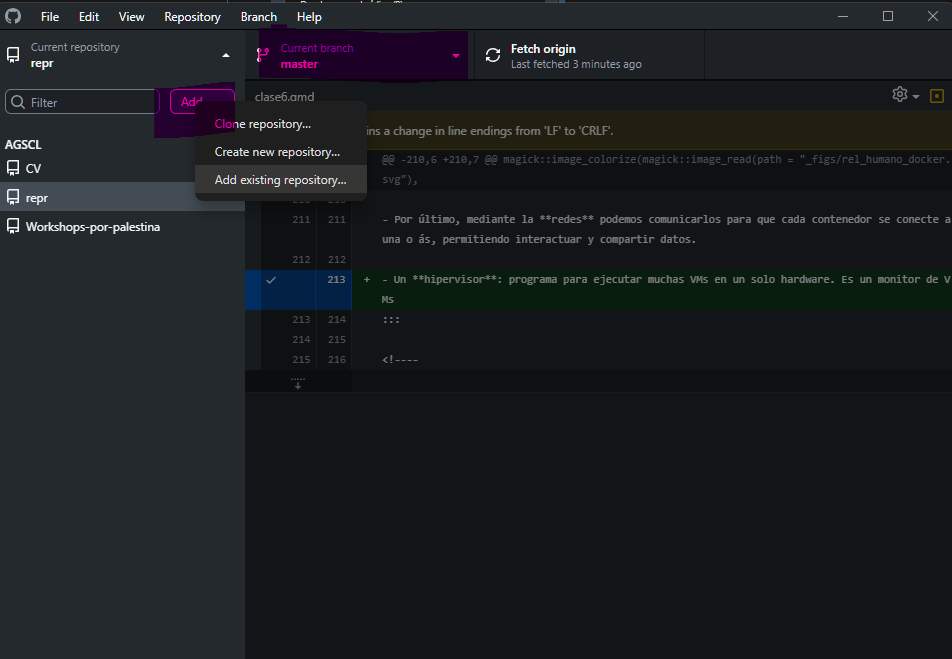 File Edit View Repository Branch Help
Current repository
repr
Current branch
master
Fetch origin
Last fetched 3 minutes ago
Filter
Add
clase6.qmd
Clone repository...
Create new repository...
Add existing repository...
AGSCL
CV
repr
Workshops-por-palestina
ins a change in line endings from 'LF' to 'CRLF'.
@@ -210,6 +210,7 @@ magick::image_colorize(magick::image_read(path = "_figs/rel_humano_docker.
svg"),
211 211 - Por último, mediante la **redes** podemos comunicarlos para que cada contenedor se conecte a
una o ás, permitiendo interactuar y compartir datos.
212 212
213 + - Un **hipervisor**: programa para ejecutar muchas VMs en un solo hardware. Es un monitor de V
Ms
213 214 :::
214 215
215 216 <!----